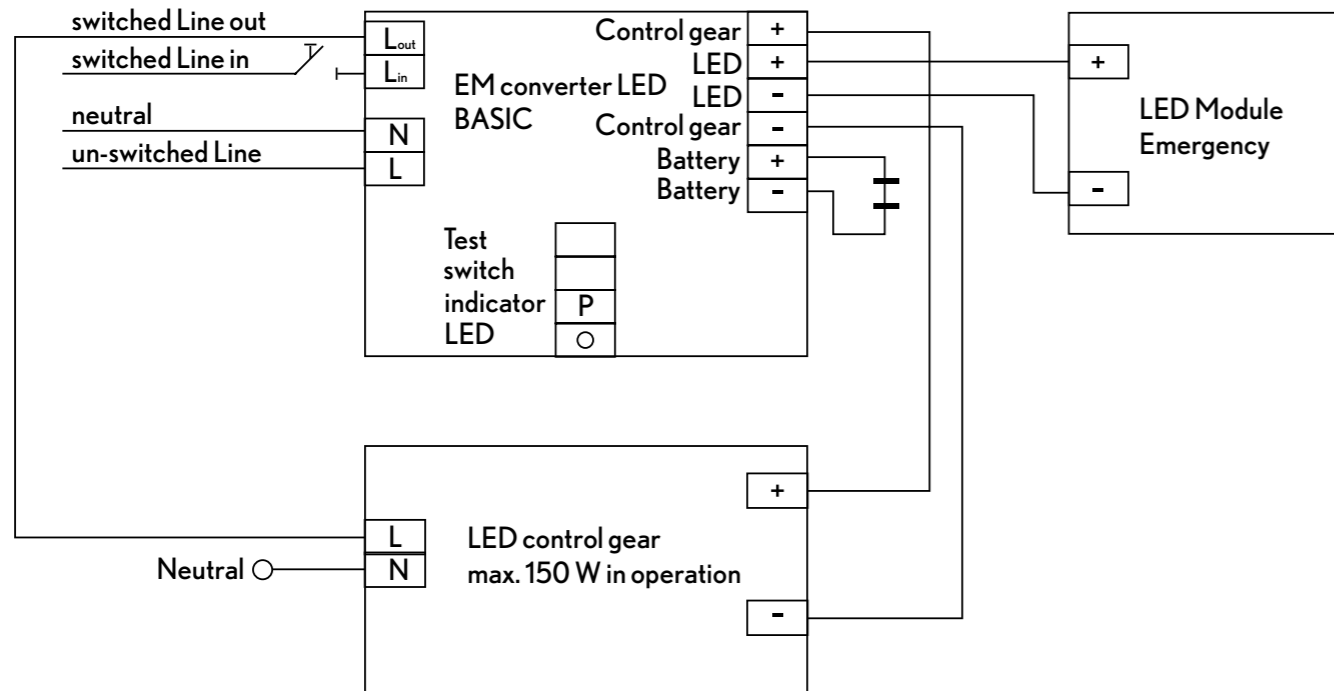 switched Line out
switched Line in
neutral
un-switched Line
Lout
Lin
N
L
EM converter LED
BASIC
Control gear +
LED +
LED -
Control gear -
Battery +
Battery -
Test
switch
indicator P
LED
+
-
LED Module
Emergency
L
N
Neutral
LED control gear
max. 150 W in operation
+
-